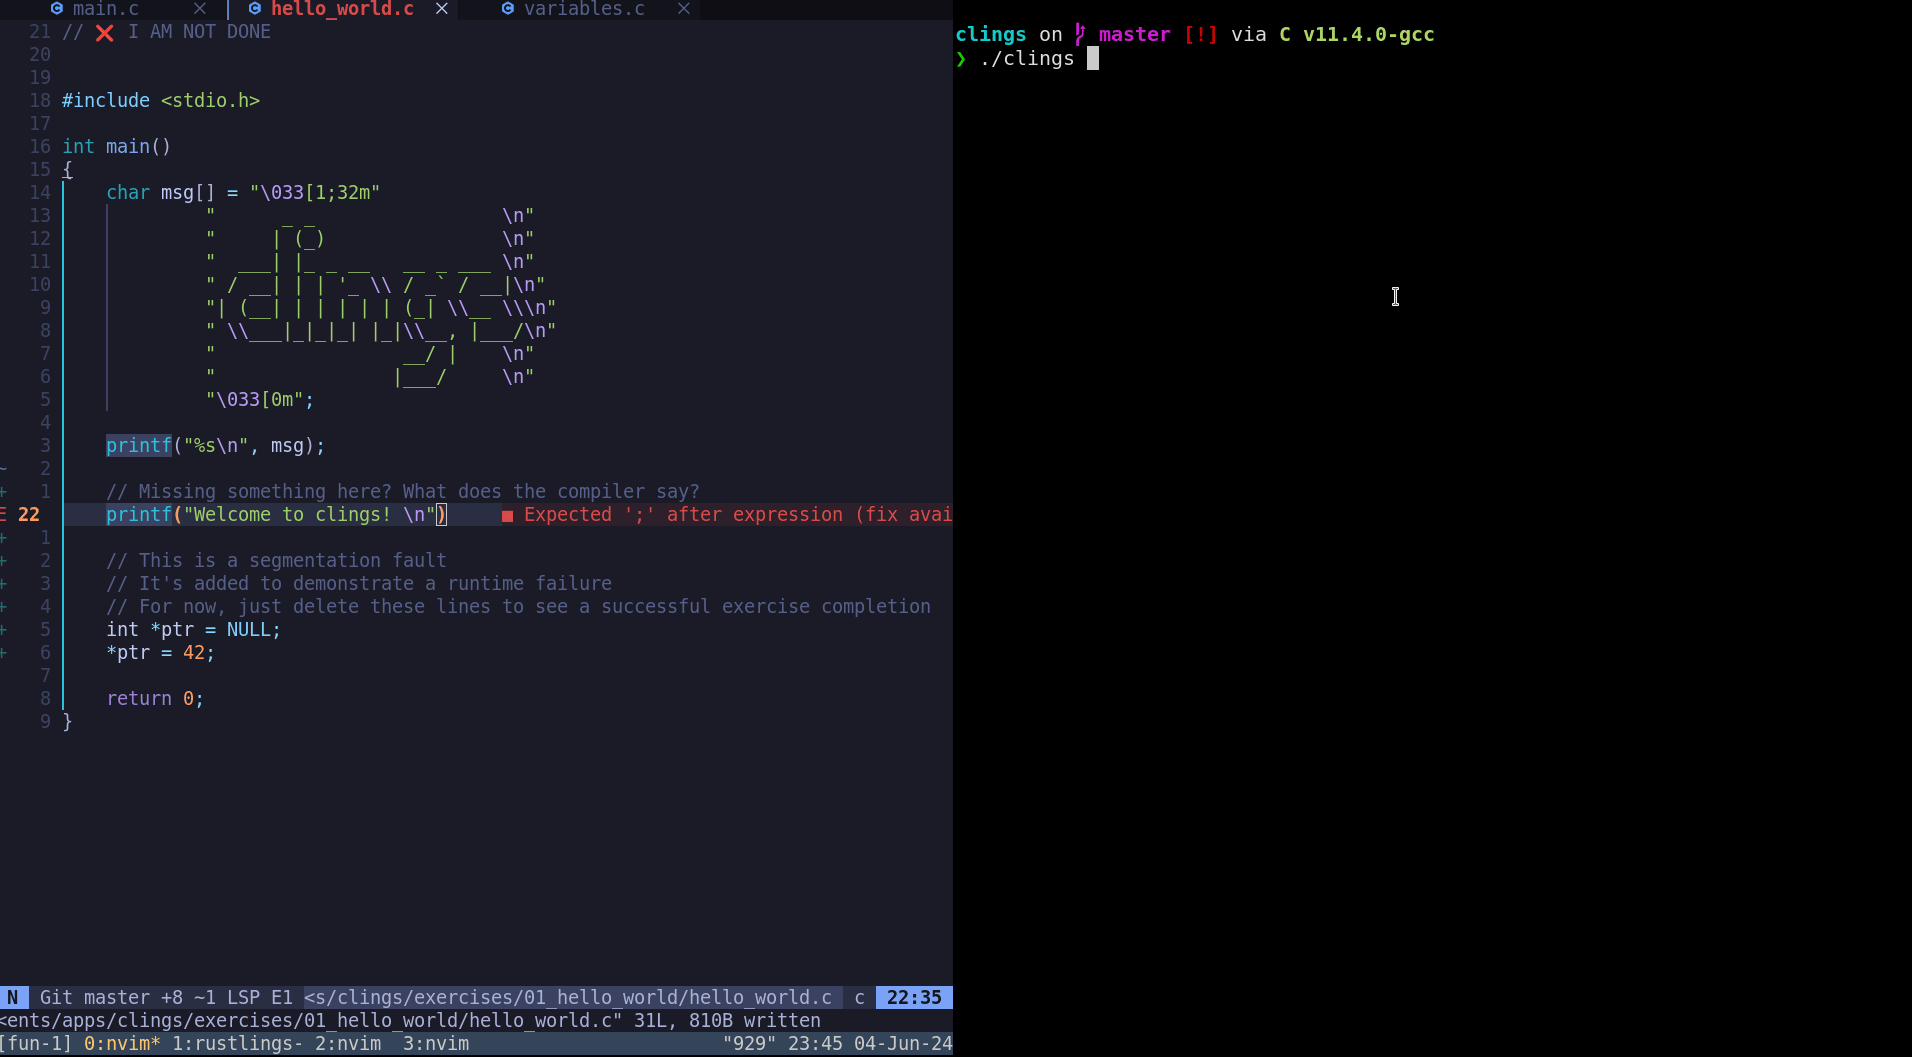 main.c hello_world.c variables.c
21 // ❌ I AM NOT DONE
20
19
18 #include <stdio.h>
17
16 int main()
15 {
14     char msg[] = "\033[1;32m"
13              "      _ _                 \n"
12              "     | (_)                \n"
11              "  ___| |_ _ __   __ _ ___ \n"
10              " / __| | | '_ \\ / _` / __|\n"
9              "| (__| | | | | | (_| \\__ \\\n"
8              " \\___|_|_|_| |_|\\__, |___/\n"
7              "                 __/ |    \n"
6              "                |___/     \n"
5              "\033[0m";
4
3     printf("%s\n", msg);
~ 2
+ 1     // Missing something here? What does the compiler say?
E 22     printf("Welcome to clings! \n")     ■ Expected ';' after expression (fix avai
+ 1
+ 2     // This is a segmentation fault
+ 3     // It's added to demonstrate a runtime failure
+ 4     // For now, just delete these lines to see a successful exercise completion
+ 5     int *ptr = NULL;
+ 6     *ptr = 42;
7
8     return 0;
9 }
N Git master +8 ~1 LSP E1 <s/clings/exercises/01_hello_world/hello_world.c c 22:35
<ents/apps/clings/exercises/01_hello_world/hello_world.c" 31L, 810B written
[fun-1] 0:nvim* 1:rustlings- 2:nvim  3:nvim "929" 23:45 04-Jun-24
clings on master [!] via C v11.4.0-gcc
❯ ./clings